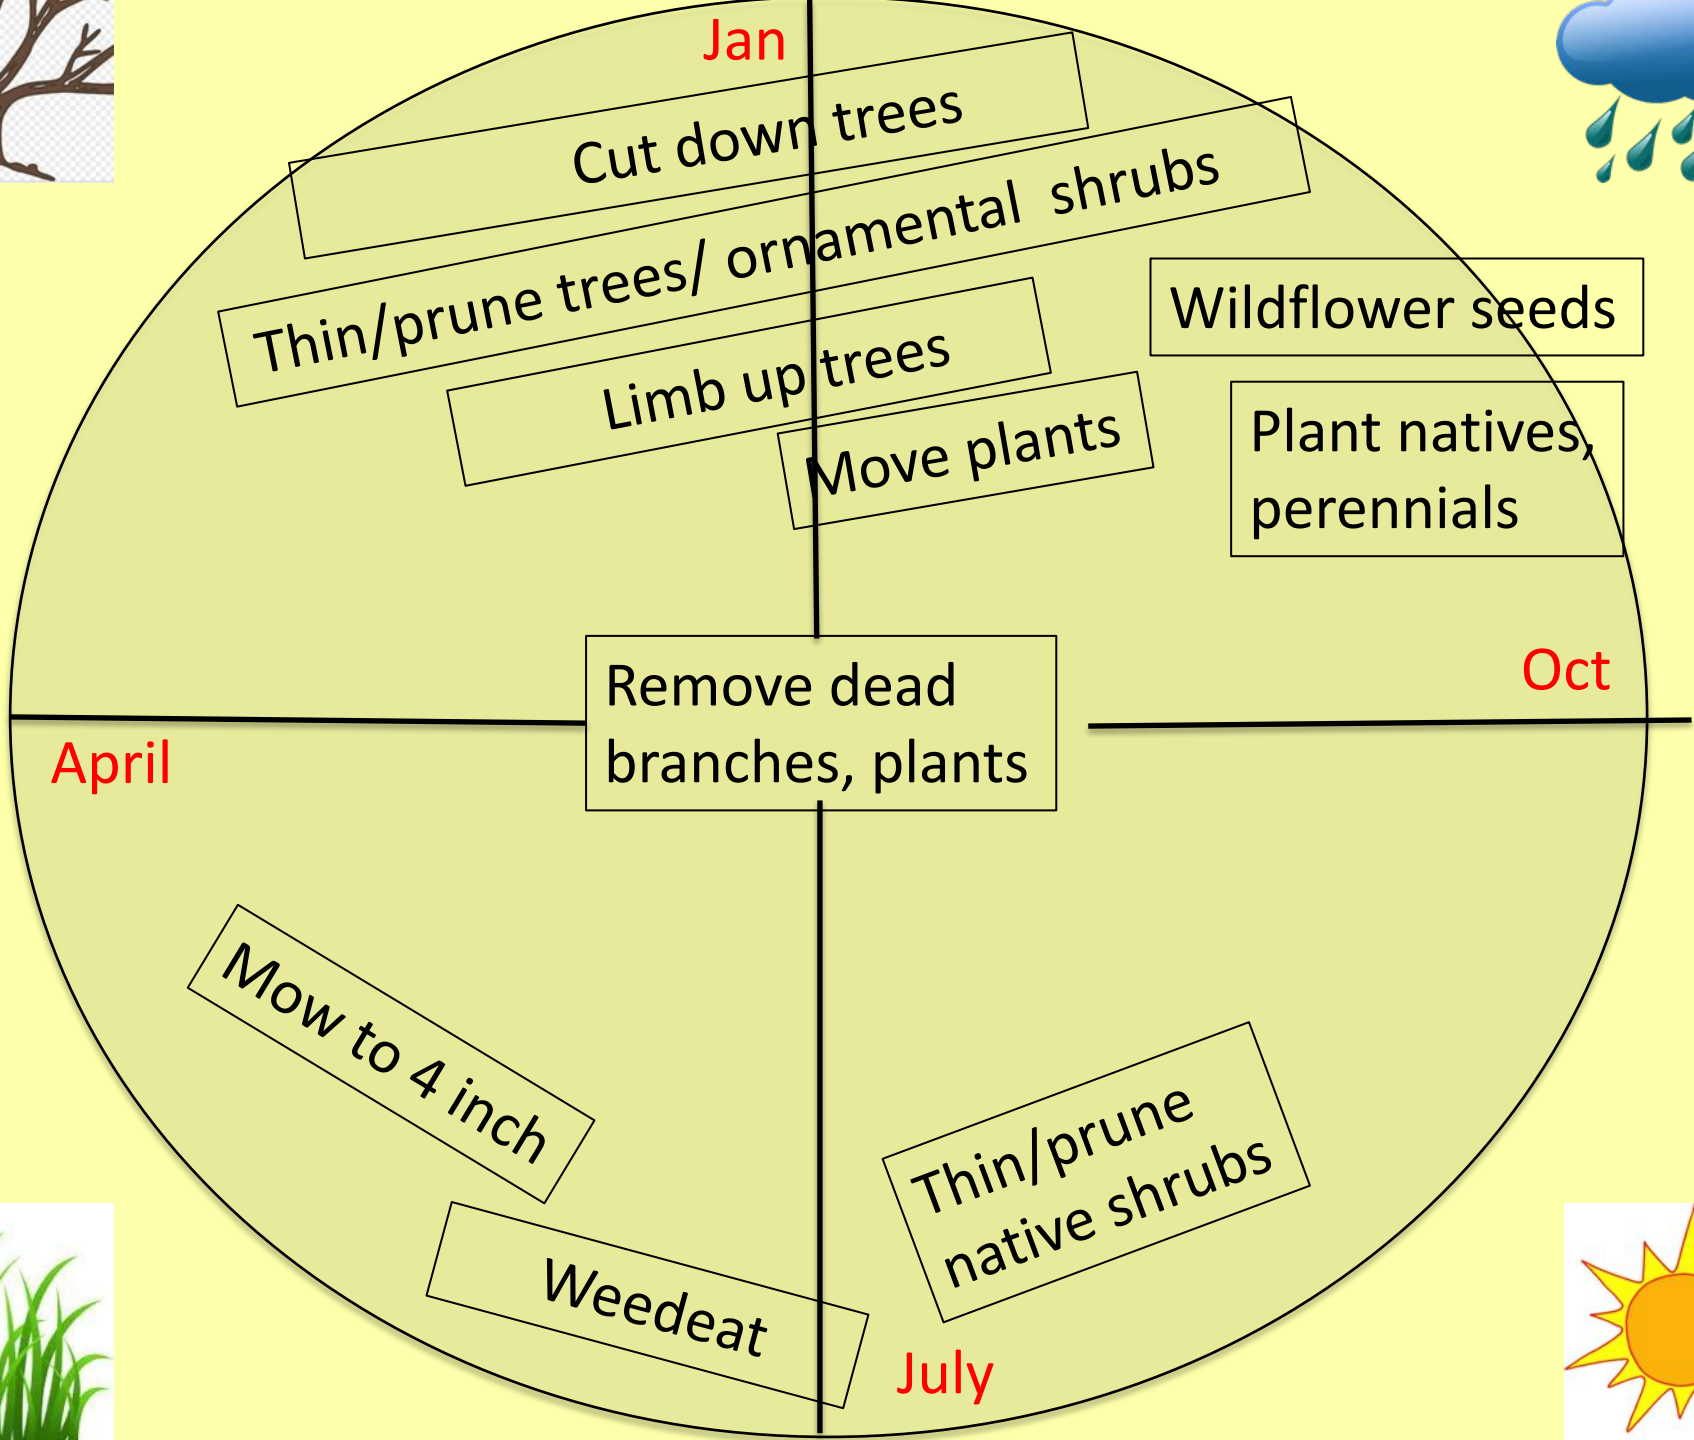 Jan
Cut down trees
Thin/prune trees/ ornamental shrubs
Limb up trees
Move plants
Wildflower seeds
Plant natives,
perennials
Oct
Remove dead
branches, plants
April
Mow to 4 inch
Weedeat
Thin/prune
native shrubs
July